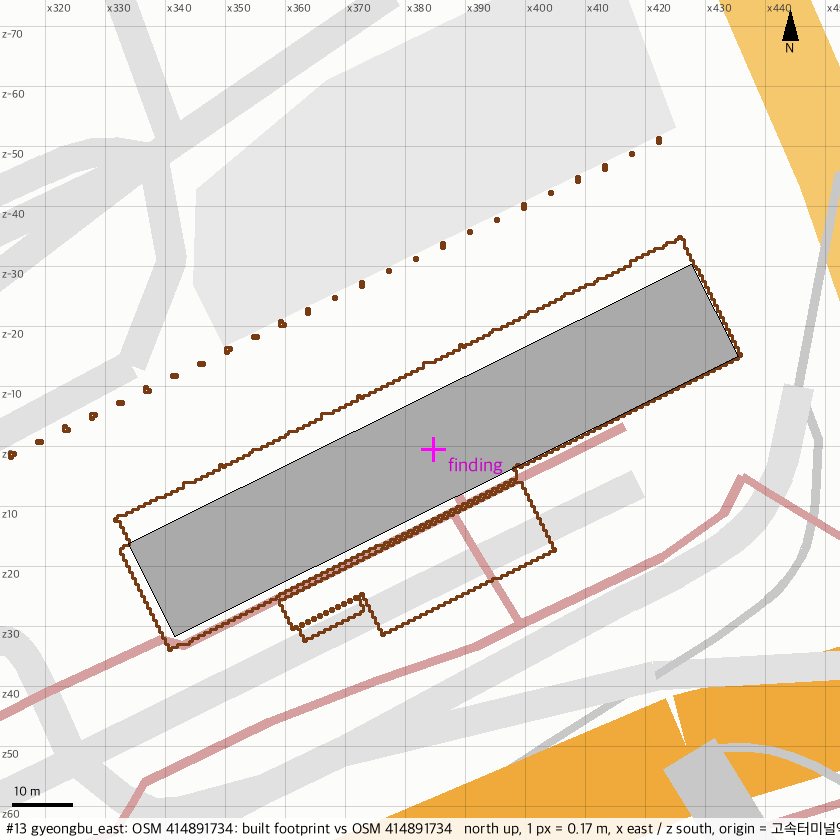 x320 x330 x340 x350 x360 x370 x380 x390 x400 x410 x420 x430 x440
z-70
N
z-60
z-50
z-40
z-30
z-20
z-10
z0
finding
z10
z20
z30
z40
z50
10 m
z60
#13 gyeongbu_east: OSM 414891734: built footprint vs OSM 414891734 north up, 1 px = 0.17 m, x east / z south, origin = 고속터미널